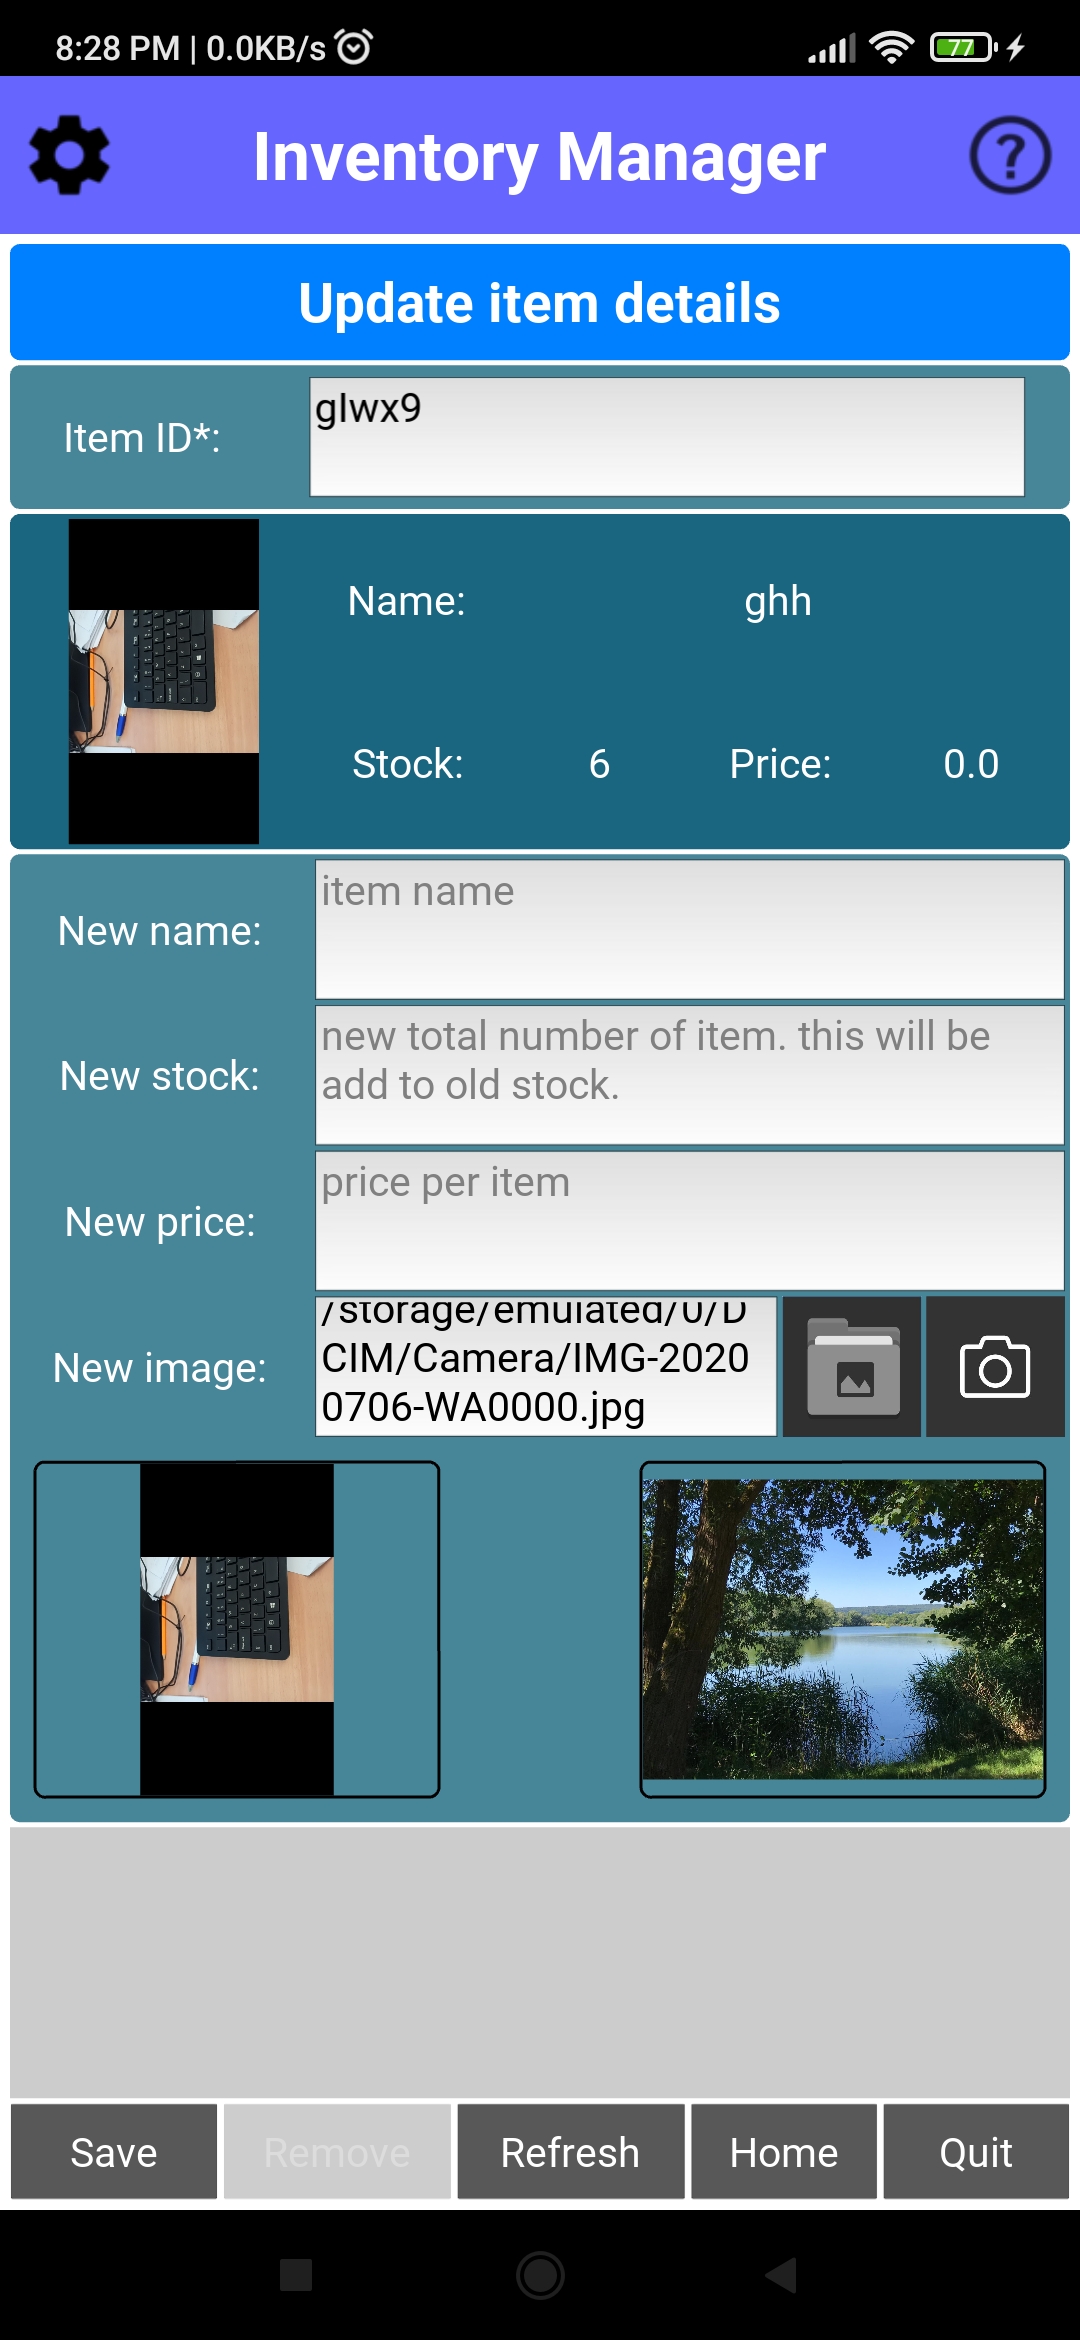 8:28 PM | 0.0KB/s
77
Inventory Manager
?
Update item details
Item ID*:
glwx9
Name:
ghh
Stock:
6
Price:
0.0
New name:
item name
New stock:
new total number of item. this will be
add to old stock.
New price:
price per item
New image:
/storage/emulated/0/D
CIM/Camera/IMG-2020
0706-WA0000.jpg
Save
Remove
Refresh
Home
Quit